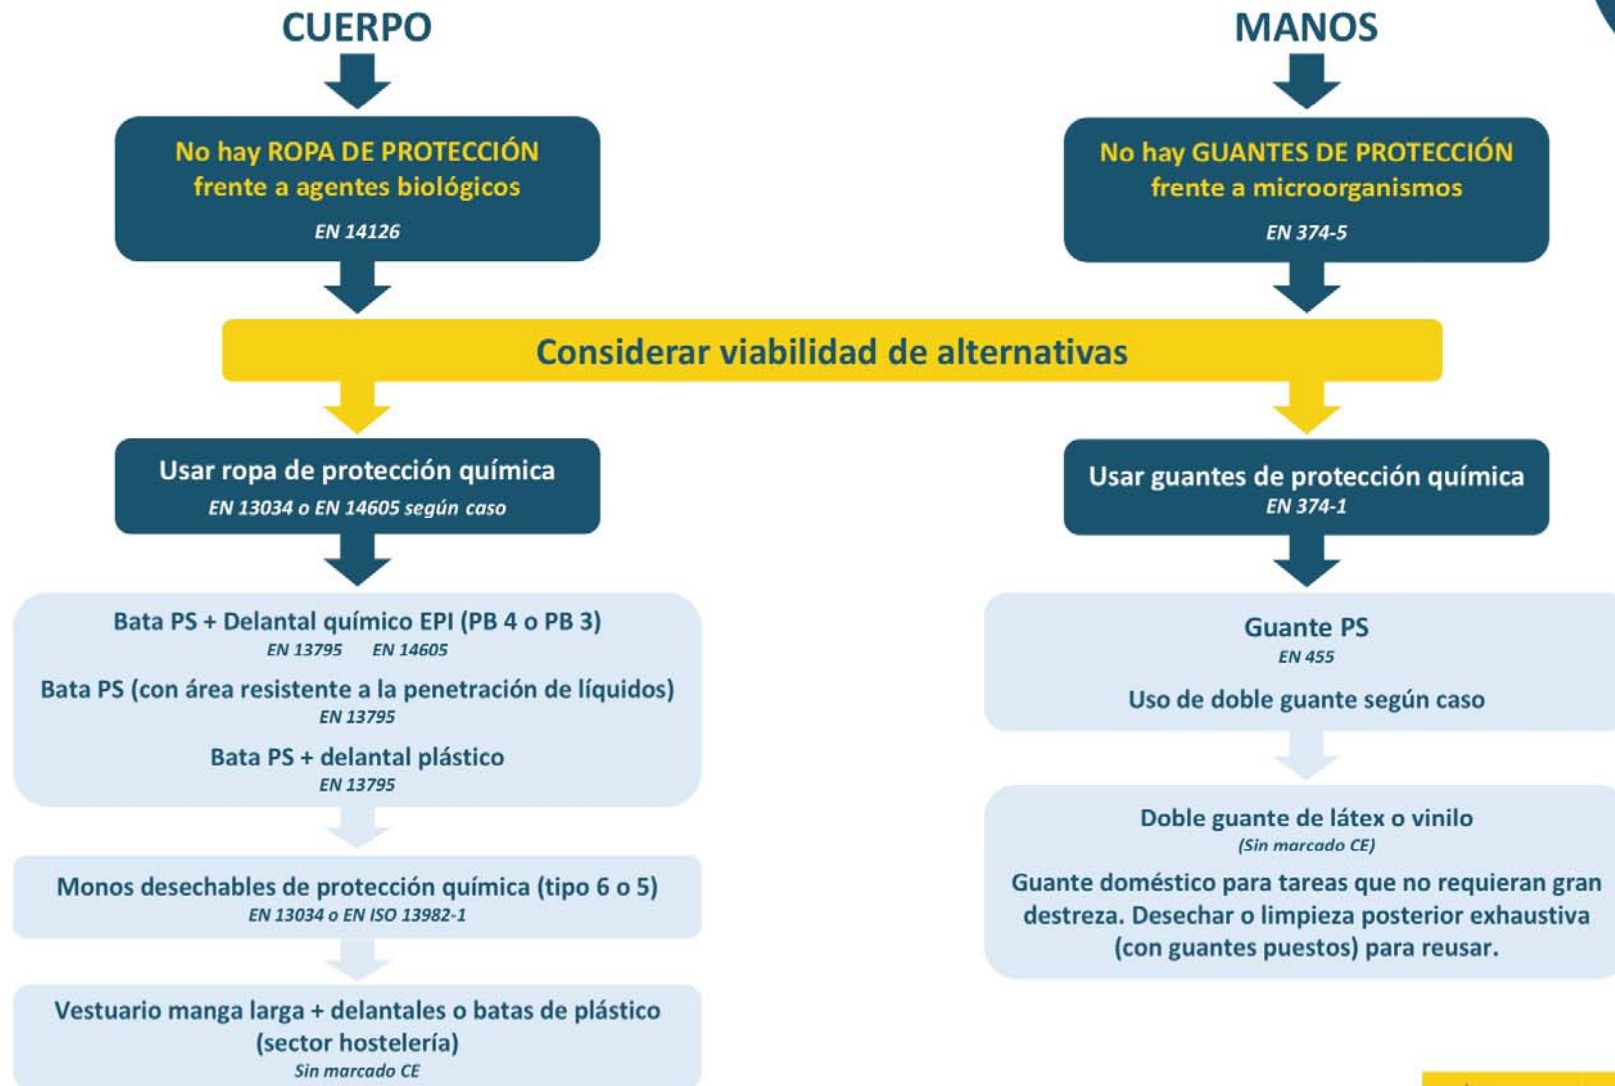 CUERPO
No hay ROPA DE PROTECCIÓN
frente a agentes biológicos
EN 14126
MANOS
No hay GUANTES DE PROTECCIÓN
frente a microorganismos
EN 374-5
Considerar viabilidad de alternativas
Usar ropa de protección química
EN 13034 o EN 14605 según caso
Bata PS + Delantal químico EPI (PB 4 o PB 3)
EN 13795 EN 14605
Bata PS (con área resistente a la penetración de líquidos)
EN 13795
Bata PS + delantal plástico
EN 13795
Monos desechables de protección química (tipo 6 o 5)
EN 13034 o EN ISO 13982-1
Vestuario manga larga + delantales o batas de plástico
(sector hostelería)
Sin marcado CE
Usar guantes de protección química
EN 374-1
Guante PS
EN 455
Uso de doble guante según caso
Doble guante de látex o vinilo
(Sin marcado CE)
Guante doméstico para tareas que no requieran gran
destreza. Desechar o limpieza posterior exhaustiva
(con guantes puestos) para reusar.